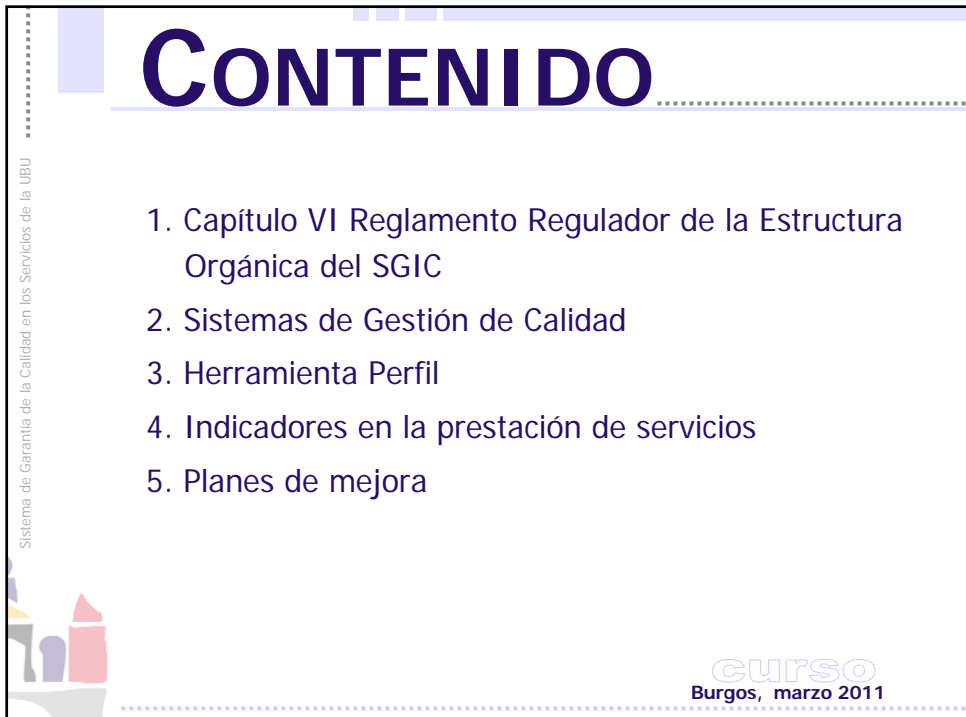 CONTENIDO
Sistema de Garantía de la Calidad en los Servicios de la UBU
1. Capítulo VI Reglamento Regulador de la Estructura
Orgánica del SGIC
2. Sistemas de Gestión de Calidad
3. Herramienta Perfil
4. Indicadores en la prestación de servicios
5. Planes de mejora
curso
Burgos, marzo 2011